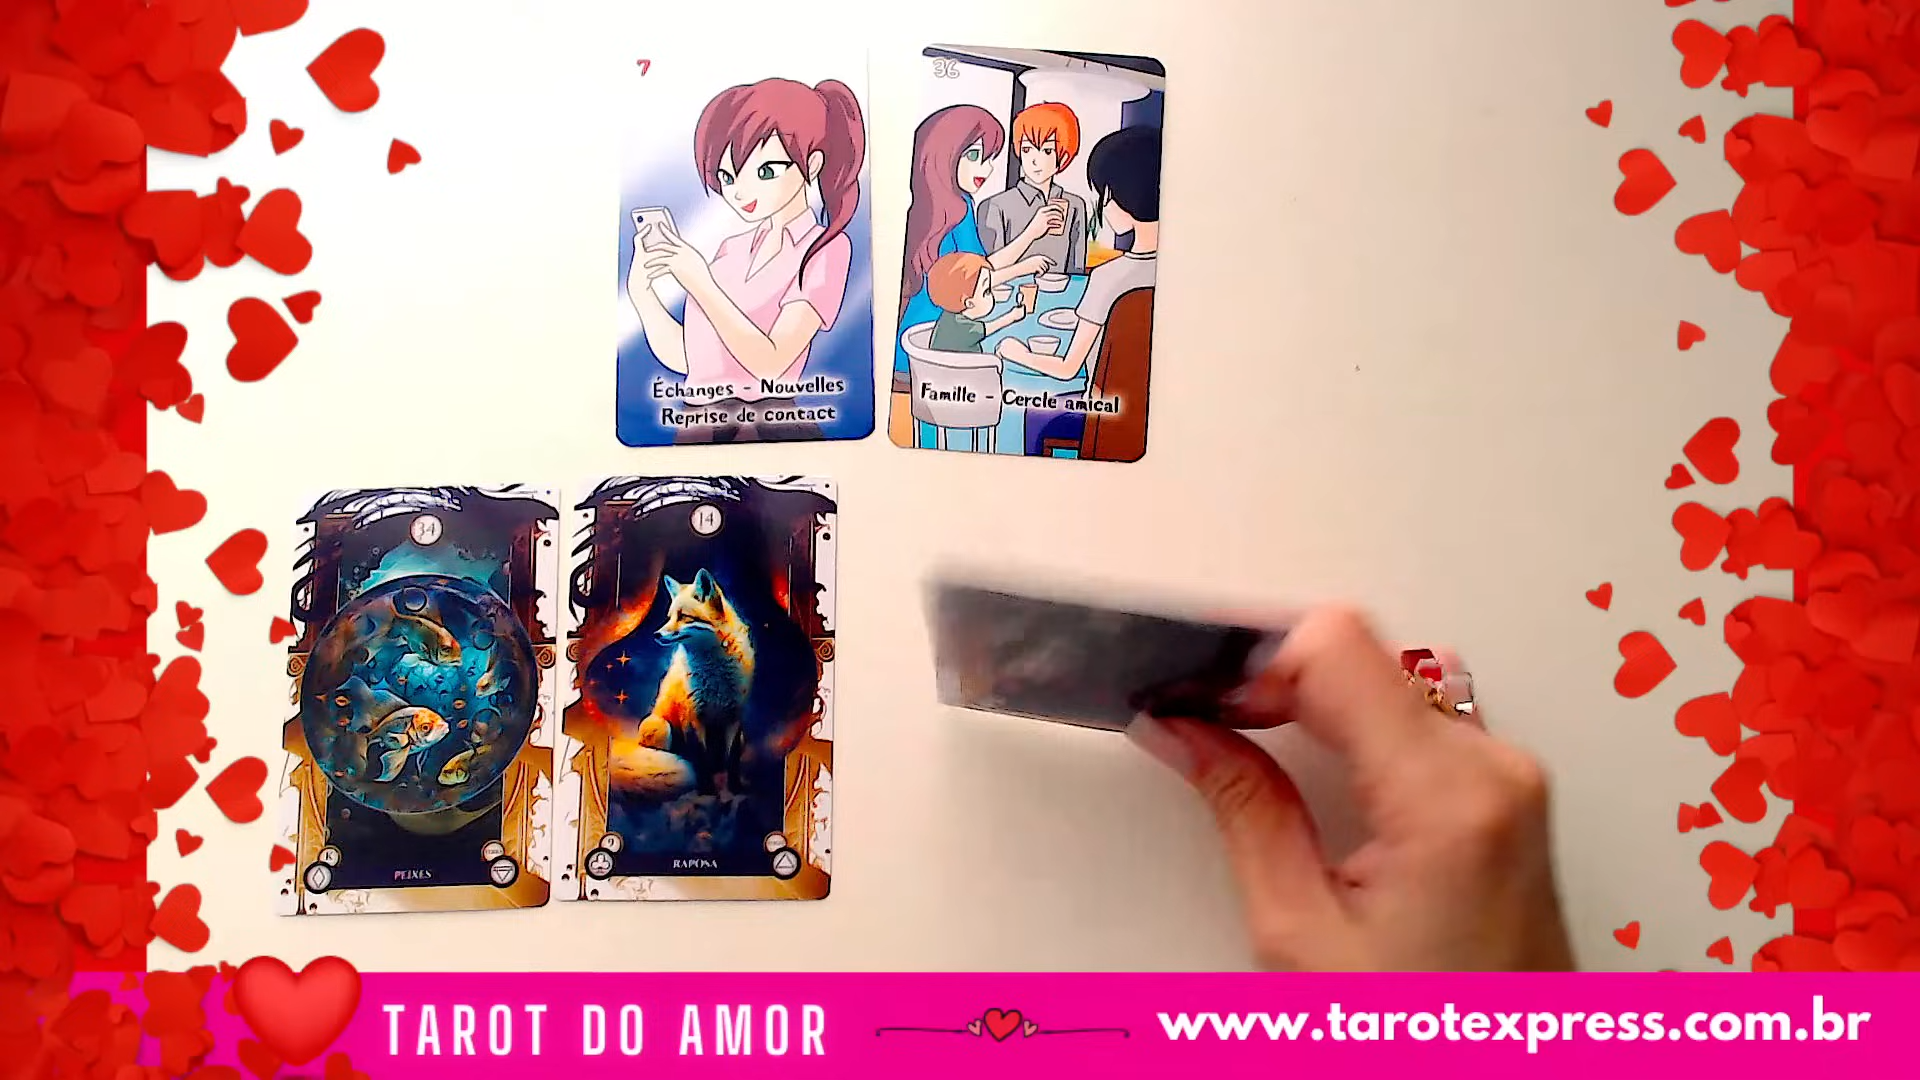 7
Échanges - Nouvelles
Reprise de contact
36
Famille - Cercle amical
34
K
PEIXES
14
9
RAPOSA
TAROT DO AMOR
www.tarotexpress.com.br